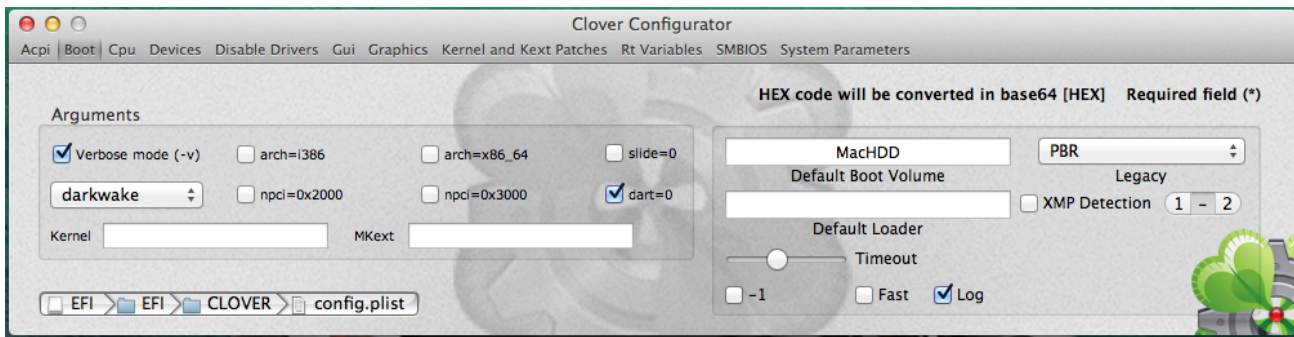 Clover Configurator
Acpi Boot Cpu Devices Disable Drivers Gui Graphics Kernel and Kext Patches Rt Variables SMBIOS System Parameters
HEX code will be converted in base64 [HEX] Required field (*)
Arguments
Verbose mode (-v) arch=i386 arch=x86_64 slide=0
darkwake npci=0x2000 npci=0x3000 dart=0
Kernel MKext
MacHDD PBR
Default Boot Volume Legacy
XMP Detection 1 - 2
Default Loader
Timeout
-1 Fast Log
EFI EFI CLOVER config.plist